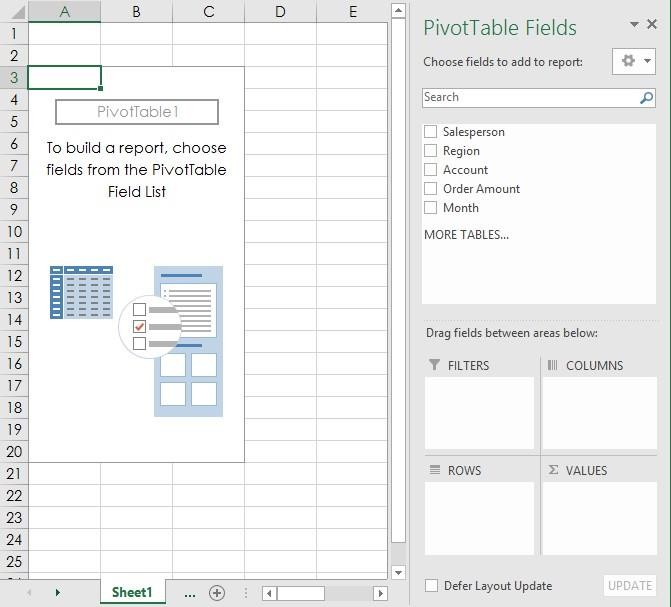 A B C D E
1
2
3
4
5
6
7
8
9
10
11
12
13
14
15
16
17
18
19
20
21
22
23
24
25
PivotTable1
To build a report, choose
fields from the PivotTable
Field List
Sheet1 ...
PivotTable Fields
Choose fields to add to report:
Search
Salesperson
Region
Account
Order Amount
Month
MORE TABLES...
Drag fields between areas below:
FILTERS
COLUMNS
ROWS
Σ VALUES
Defer Layout Update
UPDATE